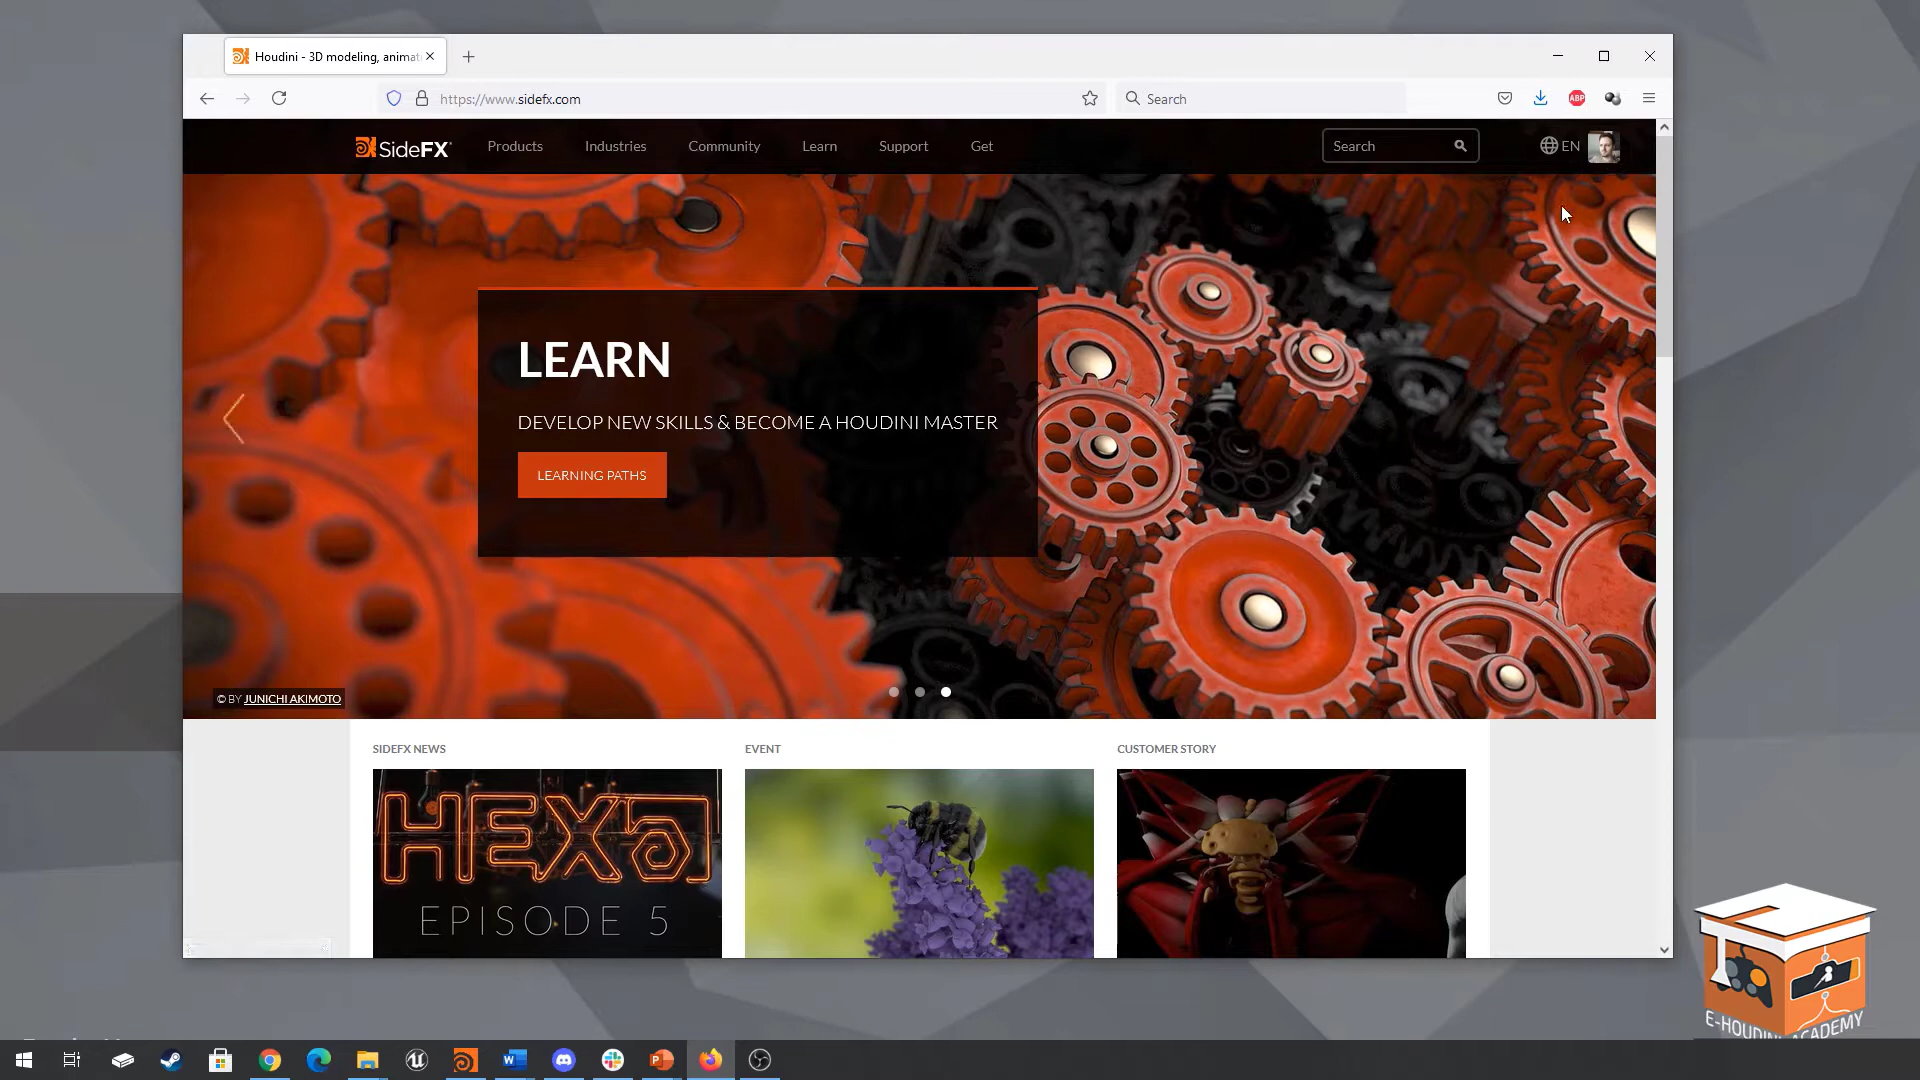 Houdini - 3D modeling, animat
https://www.sidefx.com
Search
ABP
SideFX
Products
Industries
Community
Learn
Support
Get
Search
EN
LEARN
DEVELOP NEW SKILLS & BECOME A HOUDINI MASTER
LEARNING PATHS
© BY JUNICHI AKIMOTO
SIDEFX NEWS
EVENT
CUSTOMER STORY
HEXA
EPISODE 5
E-HOUDINI ACADEMY